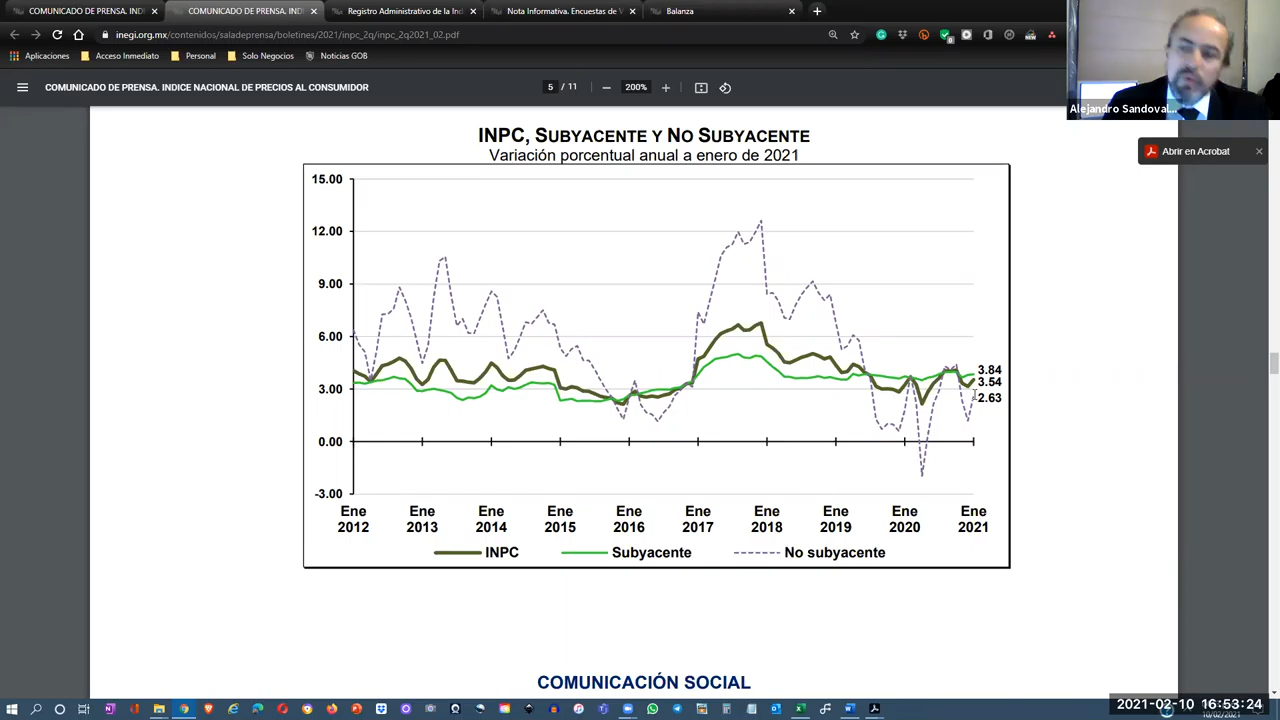 COMUNICADO DE PRENSA. INDIC
COMUNICADO DE PRENSA. INDI
Registro Administrativo de la Ind
Nota Informativa. Encuestas de V
Balanza
inegi.org.mx/contenidos/saladeprensa/boletines/2021/inpc_2q/inpc_2q2021_02.pdf
Aplicaciones
Acceso Inmediato
Personal
Solo Negocios
Noticias GOB
COMUNICADO DE PRENSA. INDICE NACIONAL DE PRECIOS AL CONSUMIDOR
5 / 11
200%
Alejandro Sandoval...
Abrir en Acrobat
INPC, SUBYACENTE Y NO SUBYACENTE
Variación porcentual anual a enero de 2021
15.00
12.00
9.00
6.00
3.00
0.00
-3.00
3.84
3.54
2.63
Ene 2012
Ene 2013
Ene 2014
Ene 2015
Ene 2016
Ene 2017
Ene 2018
Ene 2019
Ene 2020
Ene 2021
INPC
Subyacente
No subyacente
COMUNICACIÓN SOCIAL
2021-02-10 16:53:24
10/02/2021